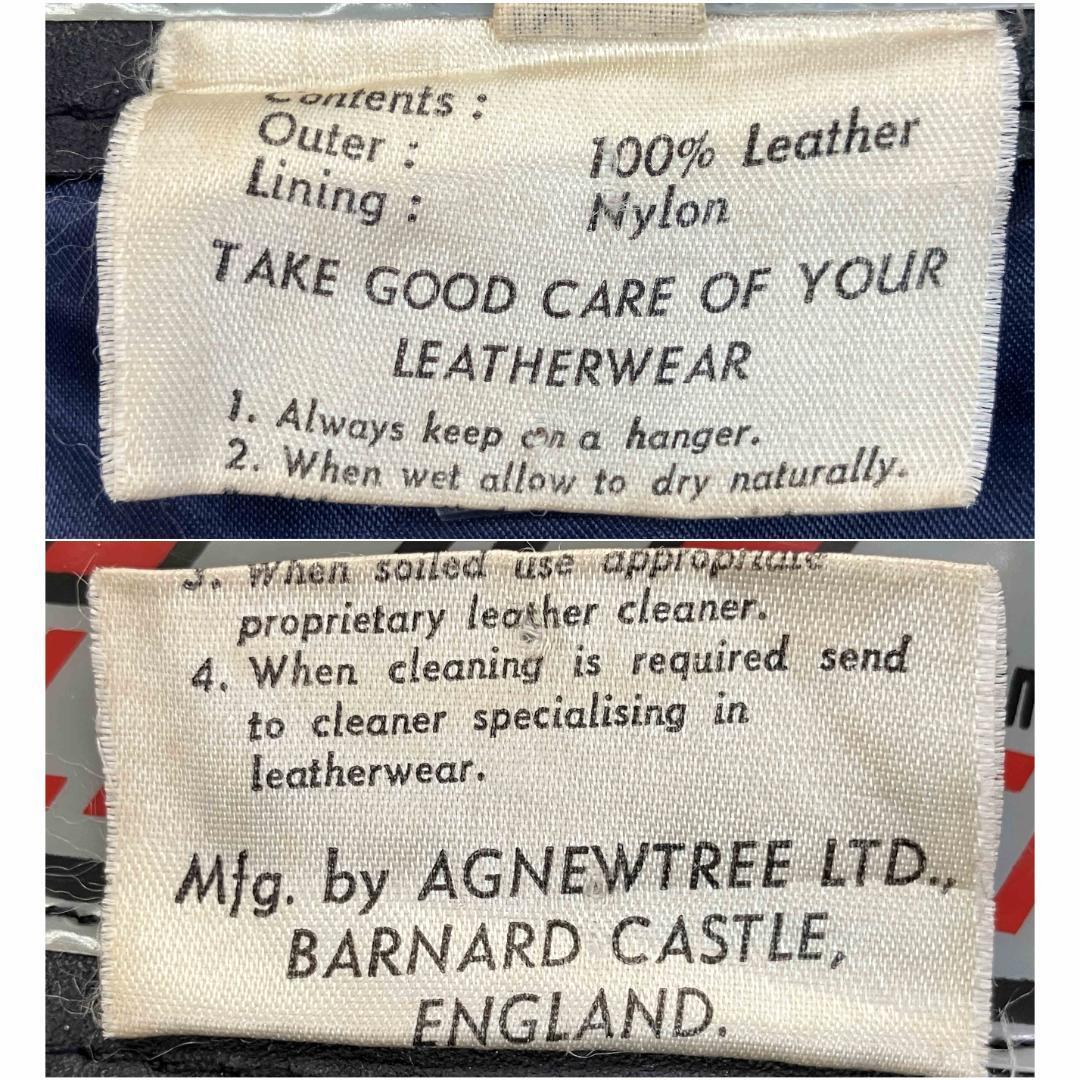 Contents :
Outer : 100% Leather
Lining : Nylon
TAKE GOOD CARE OF YOUR
LEATHERWEAR
1. Always keep on a hanger.
2. When wet allow to dry naturally.
3. When soiled use appropriate
proprietary leather cleaner.
4. When cleaning is required send
to cleaner specialising in
leatherwear.
Mfg. by AGNEWTREE LTD.,
BARNARD CASTLE,
ENGLAND.